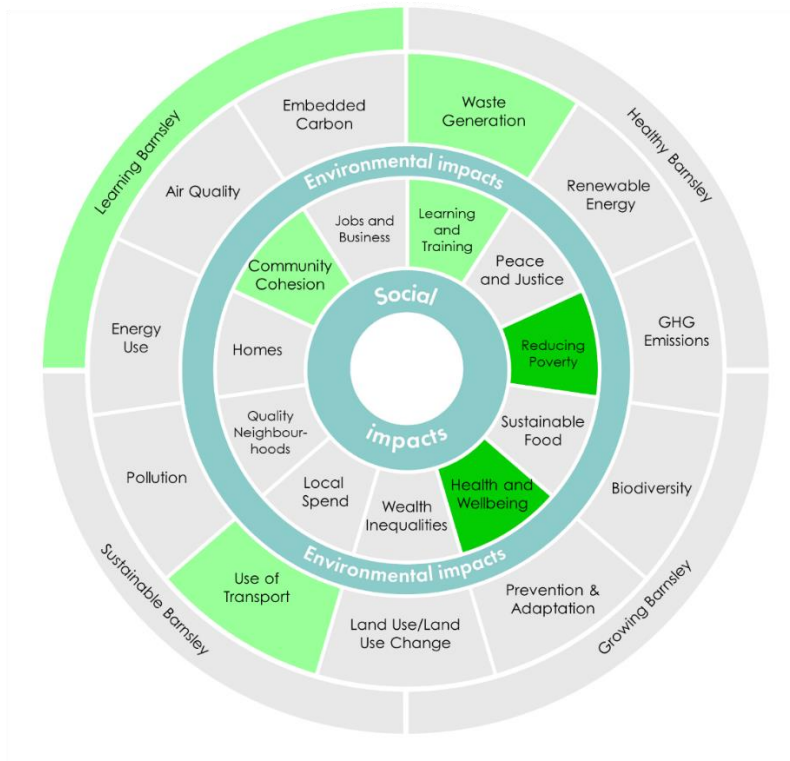 Learning Barnsley
Healthy Barnsley
Growing Barnsley
Sustainable Barnsley
Environmental impacts
Waste
Generation
Renewable
Energy
GHG
Emissions
Biodiversity
Prevention &
Adaptation
Land Use/Land
Use Change
Use of
Transport
Pollution
Energy
Use
Air Quality
Embedded
Carbon
Environmental impacts
Social
impacts
Learning
and
Training
Peace
and Justice
Reducing
Poverty
Sustainable
Food
Health and
Wellbeing
Wealth
Inequalities
Local
Spend
Quality
Neighbour-
hoods
Homes
Community
Cohesion
Jobs and
Business